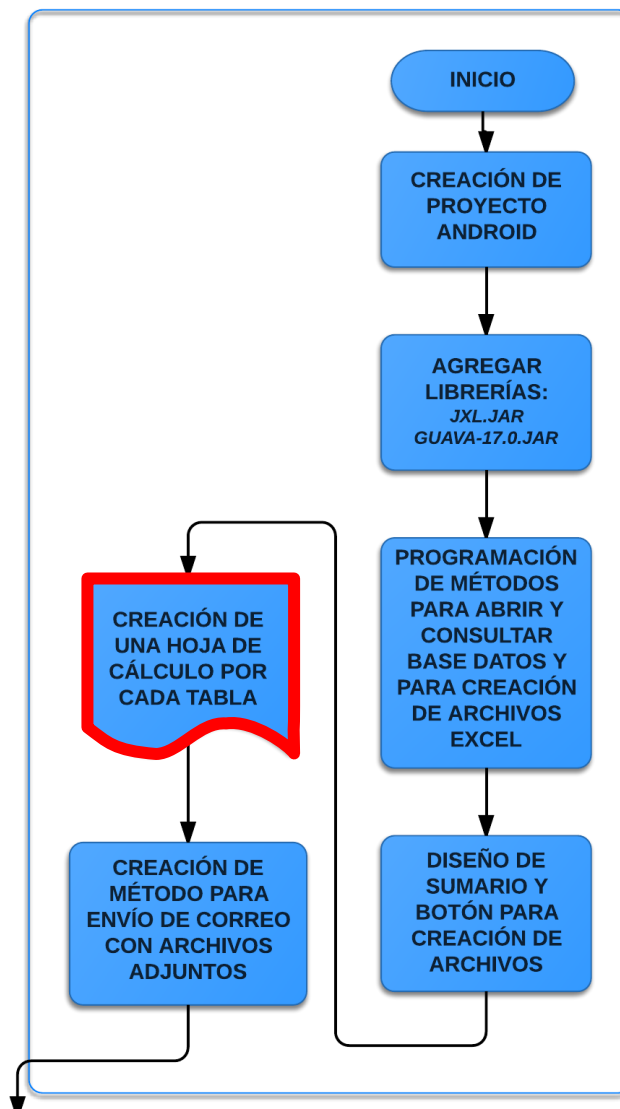 INICIO
CREACIÓN DE
PROYECTO
ANDROID
AGREGAR
LIBRERÍAS:
JXL.JAR
GUAVA-17.0.JAR
PROGRAMACIÓN
DE MÉTODOS
PARA ABRIR Y
CONSULTAR
BASE DATOS Y
PARA CREACIÓN
DE ARCHIVOS
EXCEL
DISEÑO DE
SUMARIO Y
BOTÓN PARA
CREACIÓN DE
ARCHIVOS
CREACIÓN DE
UNA HOJA DE
CÁLCULO POR
CADA TABLA
CREACIÓN DE
MÉTODO PARA
ENVÍO DE CORREO
CON ARCHIVOS
ADJUNTOS